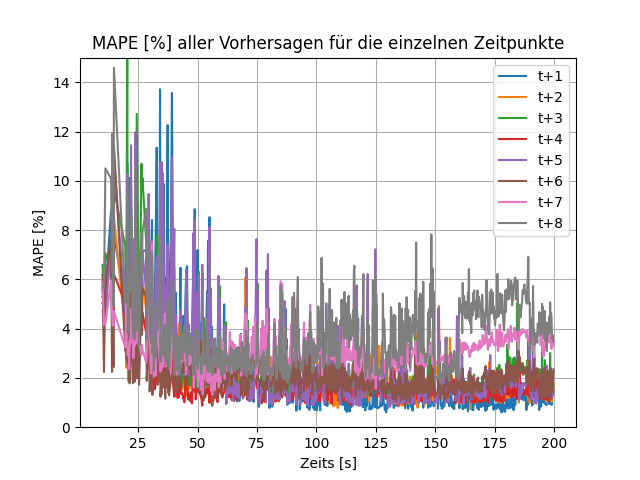 MAPE [%] aller Vorhersagen für die einzelnen Zeitpunkte
14
12
10
8
6
4
2
0
MAPE [%]
25
50
75
100
125
150
175
200
Zeits [s]
t+1
t+2
t+3
t+4
t+5
t+6
t+7
t+8